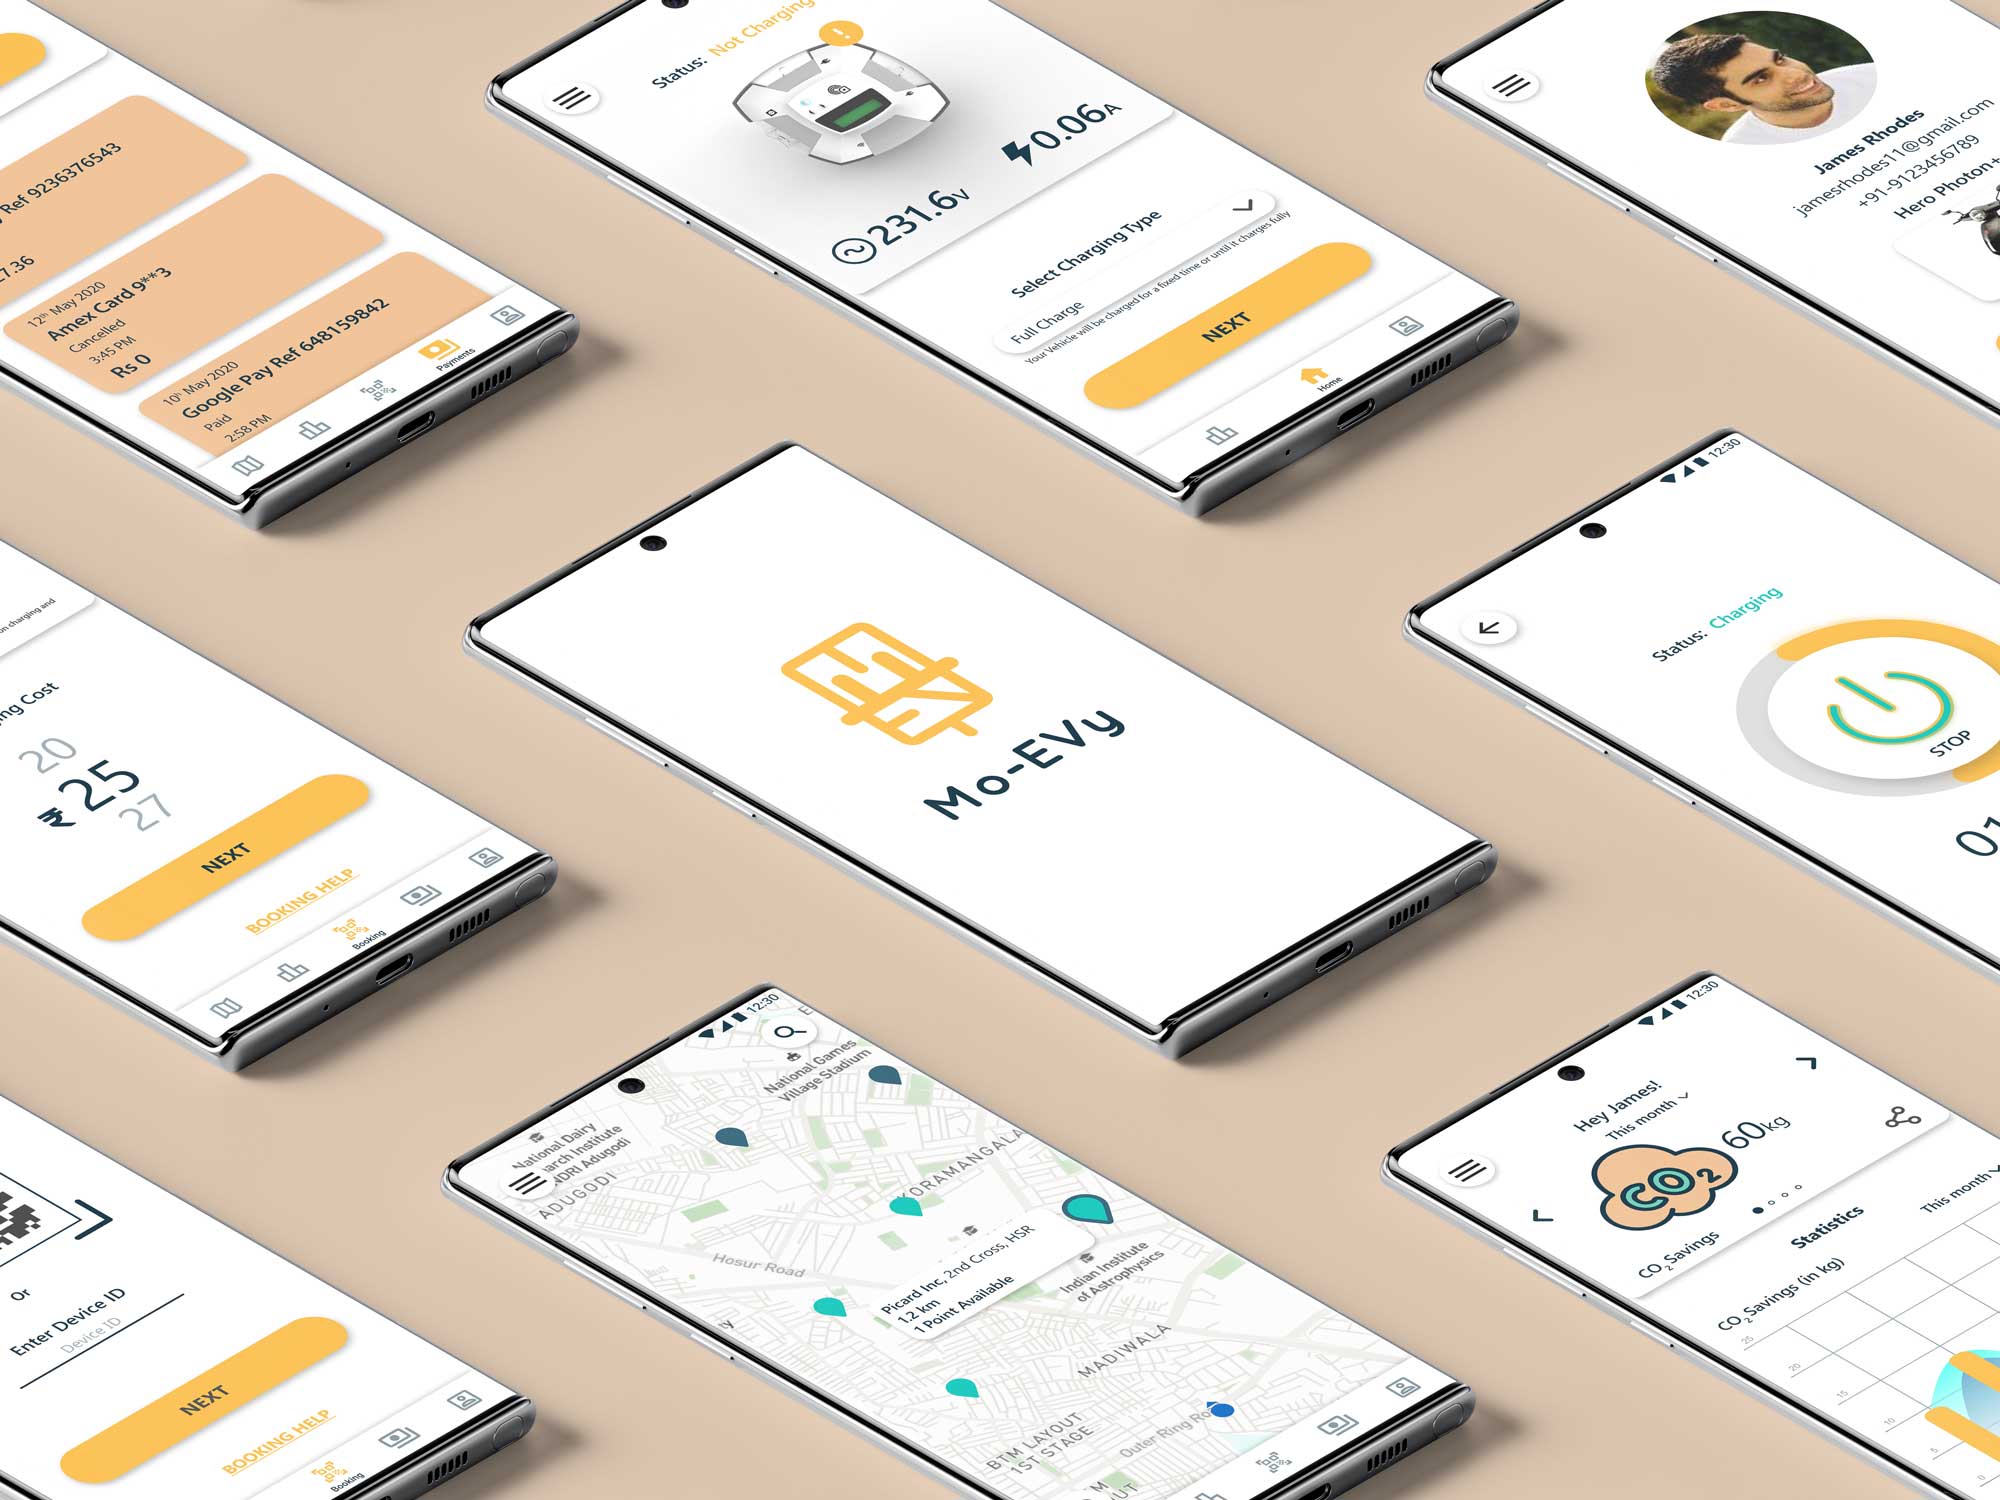 Ref 9236376543
7.36
12th May 2020
Amex Card 9**3
Cancelled
3:45 PM
Rs 0
10th May 2020
Google Pay Ref 648159842
Paid
2:58 PM
Payments
Status: Not Charging
!
231.6V
0.06A
Select Charging Type
Full Charge
Your Vehicle will be charged for a fixed time or until it charges fully
NEXT
Home
James Rhodes
jamesrhodes11@gmail.com
+91-9123456789
Hero Photon+
on charging and
ng Cost
20
₹ 25
27
NEXT
BOOKING HELP
Booking
Mo-EVy
12:30
Status: Charging
STOP
01
Or
Enter Device ID
Device ID
NEXT
BOOKING HELP
Booking
12:30
National Games
Village Stadium
National Dairy
arch Institute
NDRI Adugodi
ADUGODI
KORAMANGALA
Hosur Road
Picard Inc, 2nd Cross, HSR
1.2 km
1 Point Available
Indian Institute
of Astrophysics
MADIWALA
BTM LAYOUT
1ST STAGE
Outer Ring Ro
12:30
Hey James!
This month
CO2 60kg
CO2 Savings
Statistics
This month
CO2 Savings (in kg)
25
20
15
10
5
0